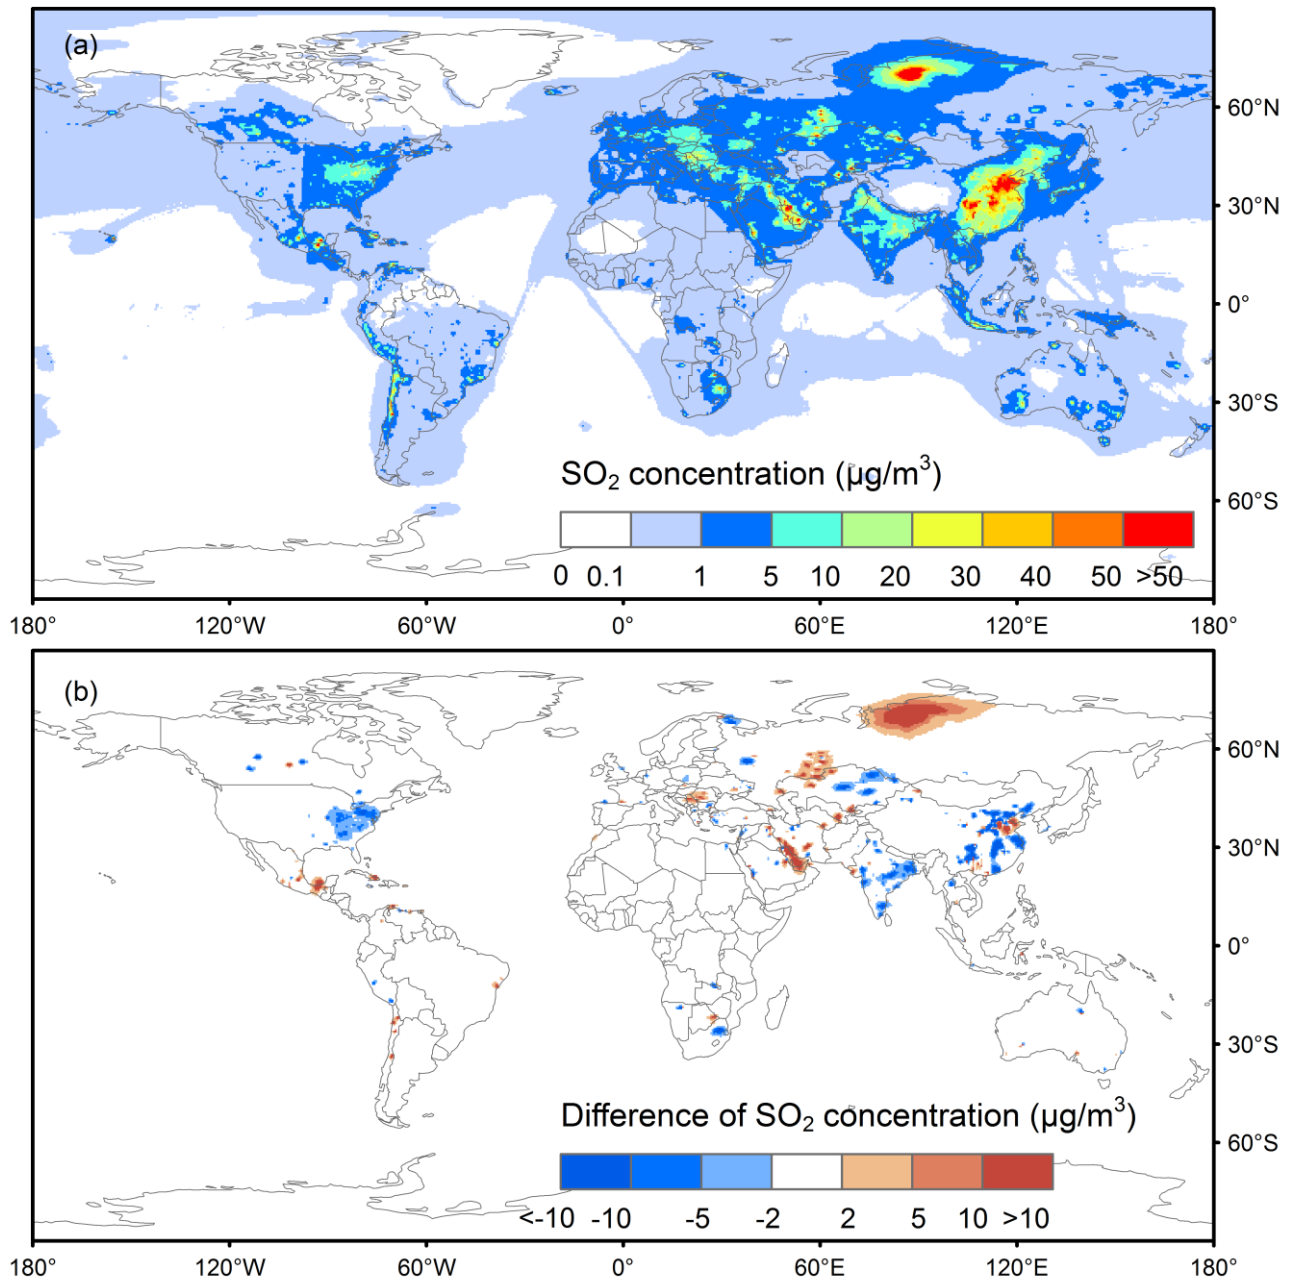 (a)
60°N
30°N
0°
30°S
60°S
SO₂ concentration (µg/m³)
0 0.1 1 5 10 20 30 40 50 >50
180° 120°W 60°W 0° 60°E 120°E 180°
(b)
60°N
30°N
0°
30°S
60°S
Difference of SO₂ concentration (µg/m³)
<-10 -10 -5 -2 2 5 10 >10
180° 120°W 60°W 0° 60°E 120°E 180°